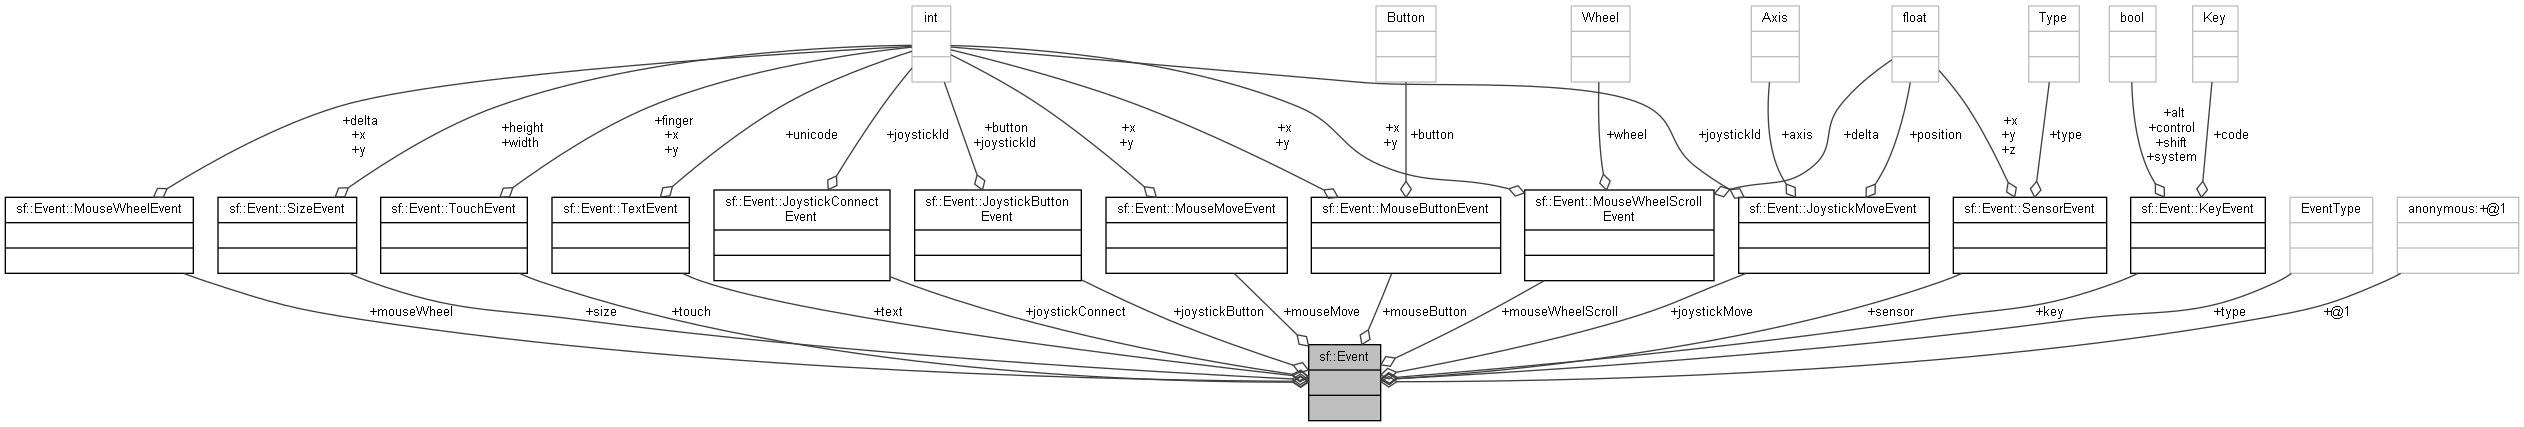 int
Button
Wheel
Axis
float
Type
bool
Key
+delta
+x
+y
+height
+width
+finger
+x
+y
+unicode
+joystickId
+button
+joystickId
+x
+y
+x
+y
+x
+y
+button
+wheel
+joystickId
+axis
+delta
+position
+x
+y
+z
+type
+alt
+control
+shift
+system
+code
sf::Event::MouseWheelEvent
sf::Event::SizeEvent
sf::Event::TouchEvent
sf::Event::TextEvent
sf::Event::JoystickConnect
Event
sf::Event::JoystickButton
Event
sf::Event::MouseMoveEvent
sf::Event::MouseButtonEvent
sf::Event::MouseWheelScroll
Event
sf::Event::JoystickMoveEvent
sf::Event::SensorEvent
sf::Event::KeyEvent
EventType
anonymous:+@1
+mouseWheel
+size
+touch
+text
+joystickConnect
+joystickButton
+mouseMove
+mouseButton
+mouseWheelScroll
+joystickMove
+sensor
+key
+type
+@1
sf::Event